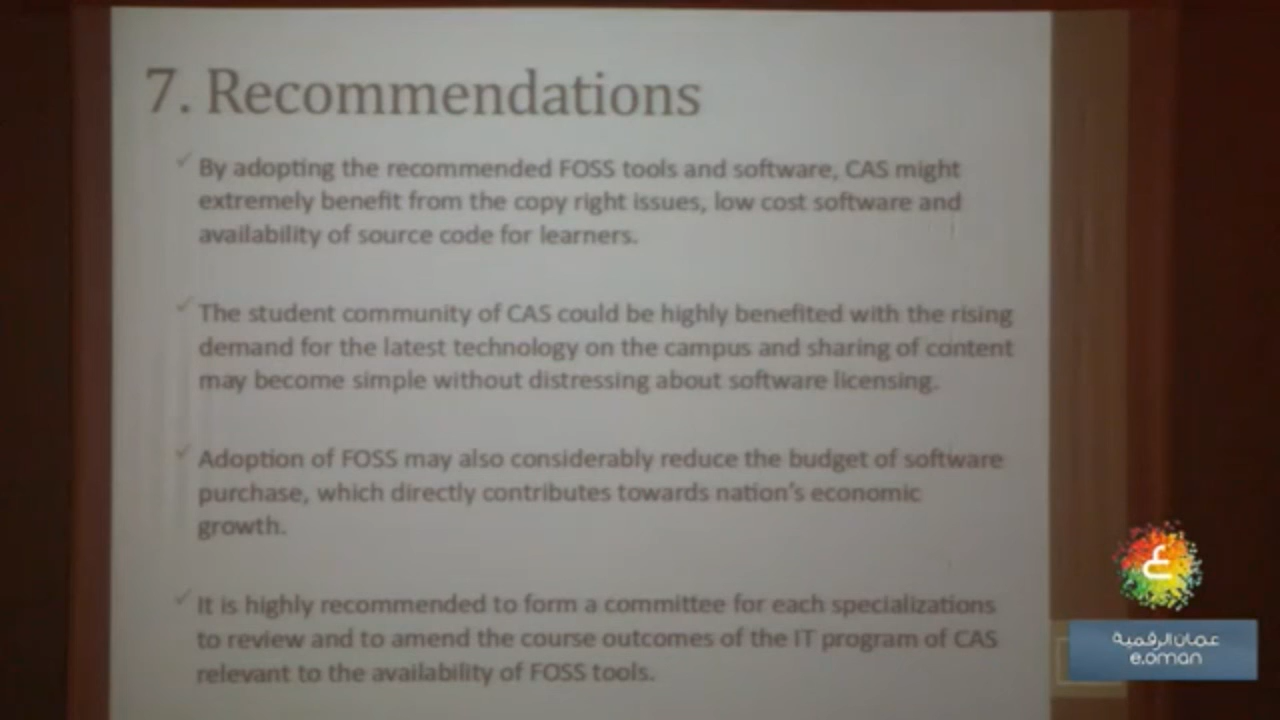 7. Recommendations
By adopting the recommended FOSS tools and software, CAS might
extremely benefit from the copy right issues, low cost software and
availability of source code for learners.
The student community of CAS could be highly benefited with the rising
demand for the latest technology on the campus and sharing of content
may become simple without distressing about software licensing.
Adoption of FOSS may also considerably reduce the budget of software
purchase, which directly contributes towards nation's economic
growth.
It is highly recommended to form a committee for each specializations
to review and to amend the course outcomes of the IT program of CAS
relevant to the availability of FOSS tools.
ع
عمان الرقمية
e.oman